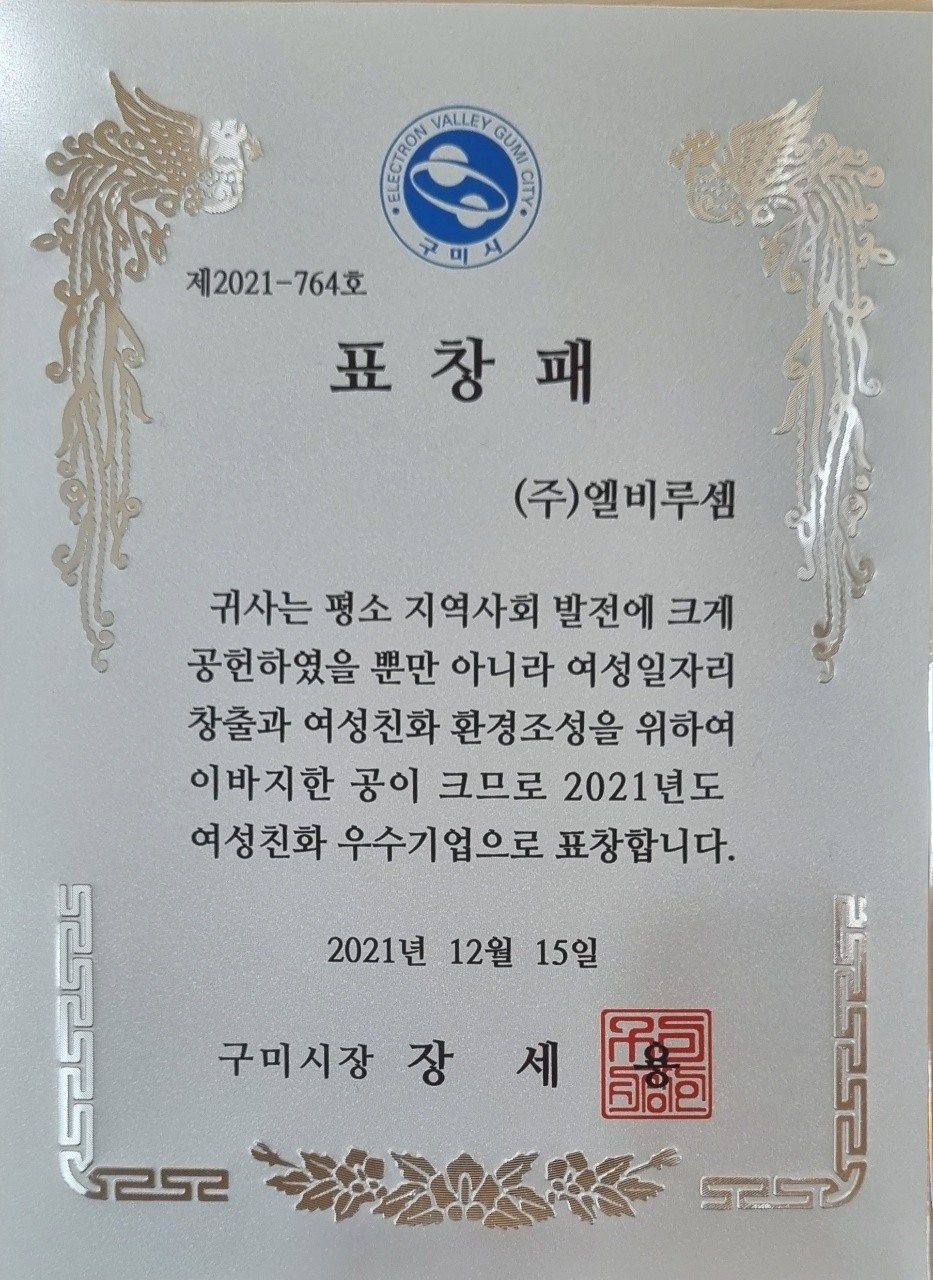 ELECTRON VALLEY GUMI CITY
구미시
제2021-764호
표창패
(주)엘비루셈
귀사는 평소 지역사회 발전에 크게
공헌하였을 뿐만 아니라 여성일자리
창출과 여성친화 환경조성을 위하여
이바지한 공이 크므로 2021년도
여성친화 우수기업으로 표창합니다.
2021년 12월 15일
구미시장 장 세 용